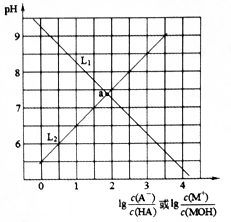 pH
9
L₁
8
a
7
L₂
6
0 1 2 3 4
lg c(A⁻)/c(HA) 或 lg c(M⁺)/c(MOH)